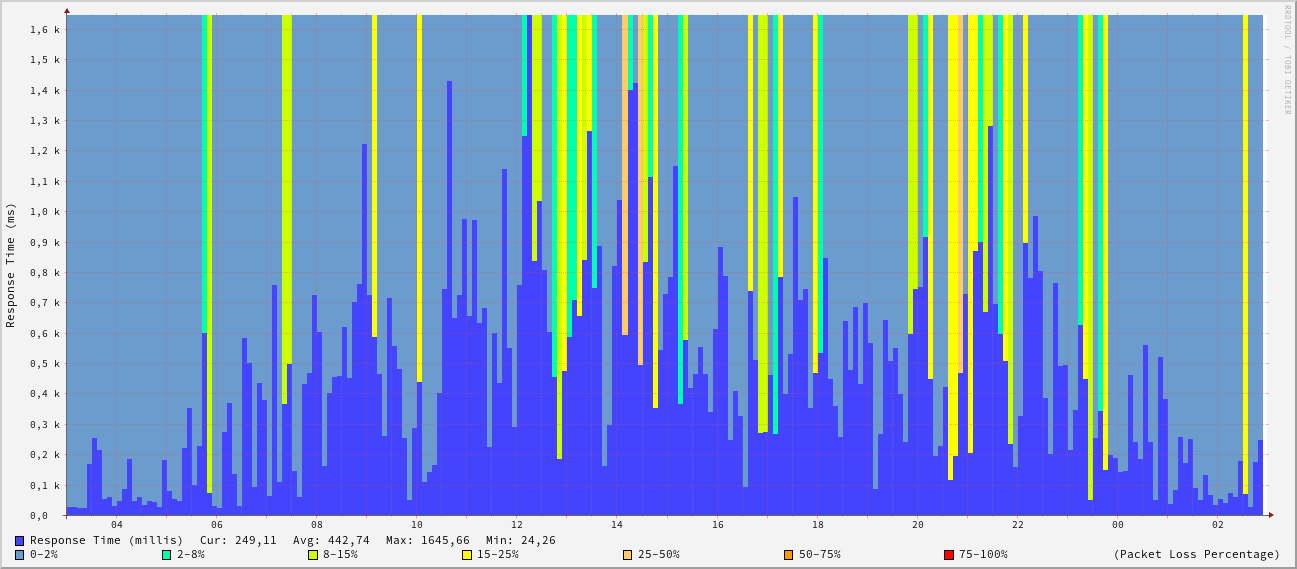 RRDTOOL / TOBI OETIKER
Response Time (ms)
1,6 k
1,5 k
1,4 k
1,3 k
1,2 k
1,1 k
1,0 k
0,9 k
0,8 k
0,7 k
0,6 k
0,5 k
0,4 k
0,3 k
0,2 k
0,1 k
0,0
04 06 08 10 12 14 16 18 20 22 00 02
Response Time (millis) Cur: 249,11 Avg: 442,74 Max: 1645,66 Min: 24,26
0-2% 2-8% 8-15% 15-25% 25-50% 50-75% 75-100% (Packet Loss Percentage)